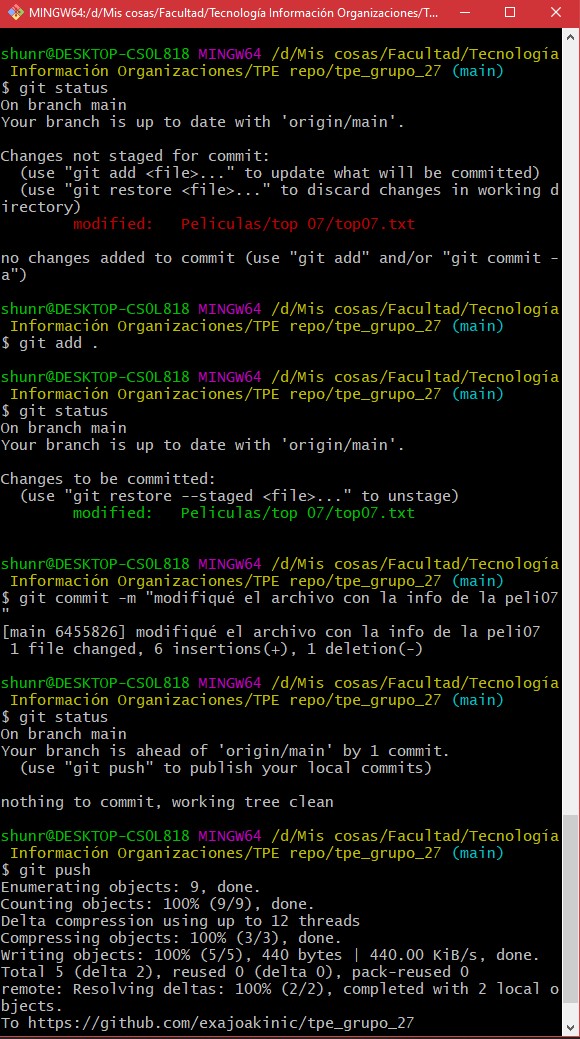 MINGW64:/d/Mis cosas/Facultad/Tecnología Información Organizaciones/T...
shunr@DESKTOP-CSOL818 MINGW64 /d/Mis cosas/Facultad/Tecnología
 Información Organizaciones/TPE repo/tpe_grupo_27 (main)
$ git status
On branch main
Your branch is up to date with 'origin/main'.

Changes not staged for commit:
  (use "git add <file>..." to update what will be committed)
  (use "git restore <file>..." to discard changes in working d
irectory)
        modified:   Peliculas/top 07/top07.txt

no changes added to commit (use "git add" and/or "git commit -
a")

shunr@DESKTOP-CSOL818 MINGW64 /d/Mis cosas/Facultad/Tecnología
 Información Organizaciones/TPE repo/tpe_grupo_27 (main)
$ git add .

shunr@DESKTOP-CSOL818 MINGW64 /d/Mis cosas/Facultad/Tecnología
 Información Organizaciones/TPE repo/tpe_grupo_27 (main)
$ git status
On branch main
Your branch is up to date with 'origin/main'.

Changes to be committed:
  (use "git restore --staged <file>..." to unstage)
        modified:   Peliculas/top 07/top07.txt


shunr@DESKTOP-CSOL818 MINGW64 /d/Mis cosas/Facultad/Tecnología
 Información Organizaciones/TPE repo/tpe_grupo_27 (main)
$ git commit -m "modifiqué el archivo con la info de la peli07
"
[main 6455826] modifiqué el archivo con la info de la peli07
 1 file changed, 6 insertions(+), 1 deletion(-)

shunr@DESKTOP-CSOL818 MINGW64 /d/Mis cosas/Facultad/Tecnología
 Información Organizaciones/TPE repo/tpe_grupo_27 (main)
$ git status
On branch main
Your branch is ahead of 'origin/main' by 1 commit.
  (use "git push" to publish your local commits)

nothing to commit, working tree clean

shunr@DESKTOP-CSOL818 MINGW64 /d/Mis cosas/Facultad/Tecnología
 Información Organizaciones/TPE repo/tpe_grupo_27 (main)
$ git push
Enumerating objects: 9, done.
Counting objects: 100% (9/9), done.
Delta compression using up to 12 threads
Compressing objects: 100% (3/3), done.
Writing objects: 100% (5/5), 440 bytes | 440.00 KiB/s, done.
Total 5 (delta 2), reused 0 (delta 0), pack-reused 0
remote: Resolving deltas: 100% (2/2), completed with 2 local o
bjects.
To https://github.com/exajoakinic/tpe_grupo_27